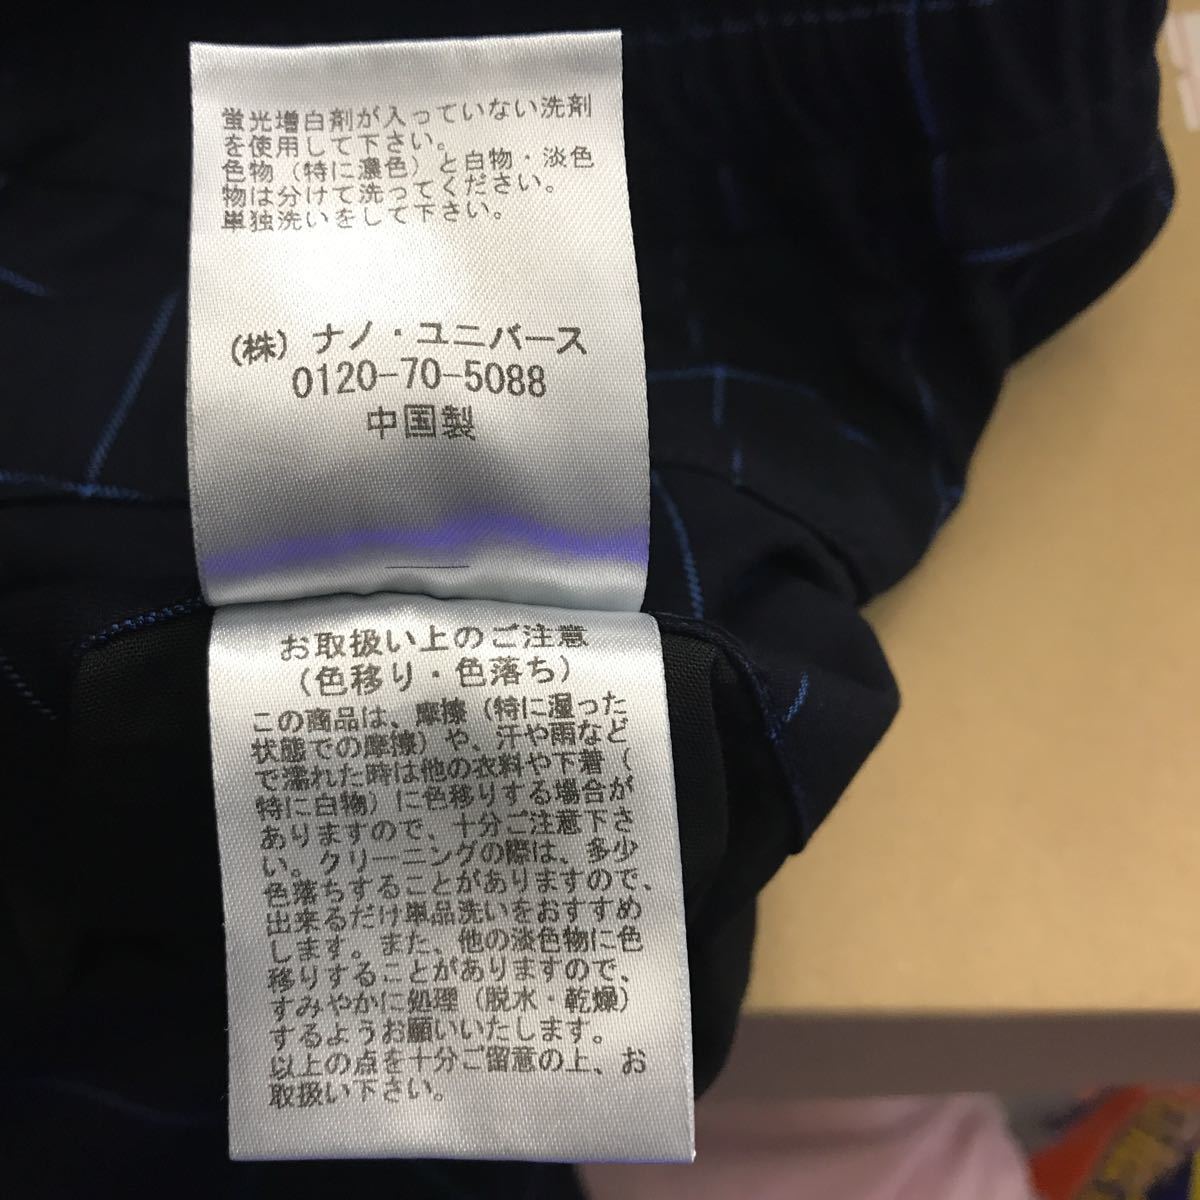 蛍光増白剤が入っていない洗剤
を使用して下さい。
色物（特に濃色）と白物・淡色
物は分けて洗ってください。
単独洗いをして下さい。
（株）ナノ・ユニバース
0120-70-5088
中国製
お取扱い上のご注意
（色移り・色落ち）
この商品は、摩擦（特に湿った
状態での摩擦）や、汗や雨など
で濡れた時は他の衣料や下着（
特に白物）に色移りする場合が
ありますので、十分ご注意下さ
い。クリーニングの際は、多少
色落ちすることがありますので、
出来るだけ単品洗いをおすすめ
します。また、他の淡色物に色
移りすることがありますので、
すみやかに処理（脱水・乾燥）
するようお願いいたします。
以上の点を十分ご留意の上、お
取扱い下さい。